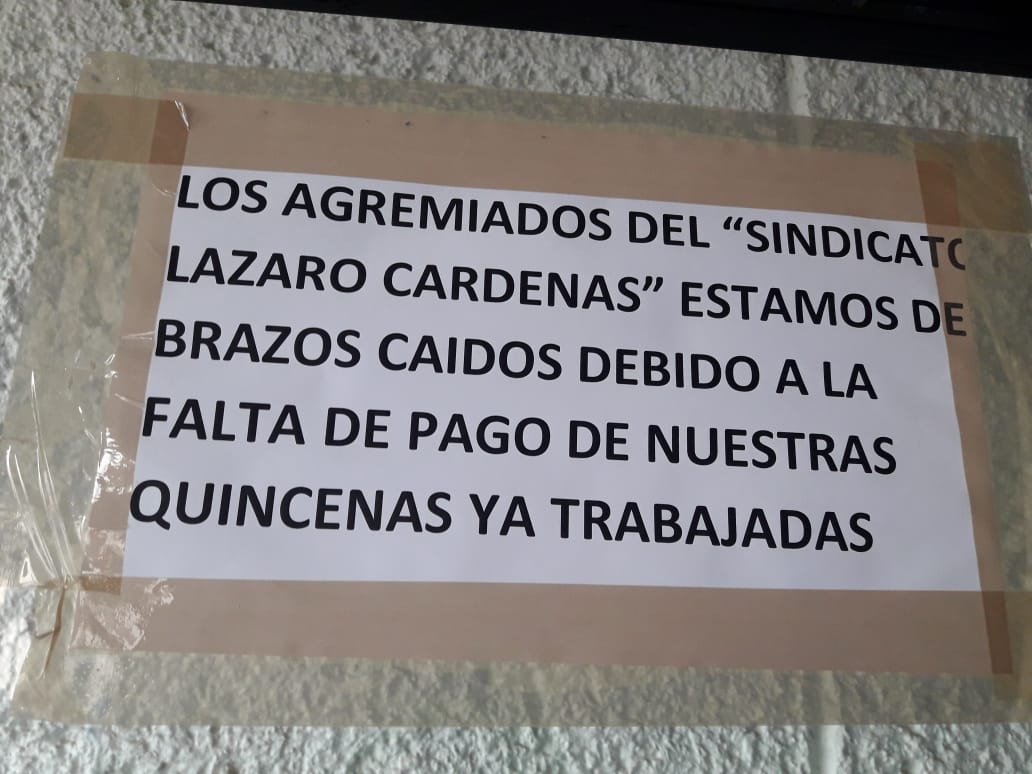 LOS AGREMIADOS DEL “SINDICATO
LAZARO CARDENAS” ESTAMOS DE
BRAZOS CAIDOS DEBIDO A LA
FALTA DE PAGO DE NUESTRAS
QUINCENAS YA TRABAJADAS